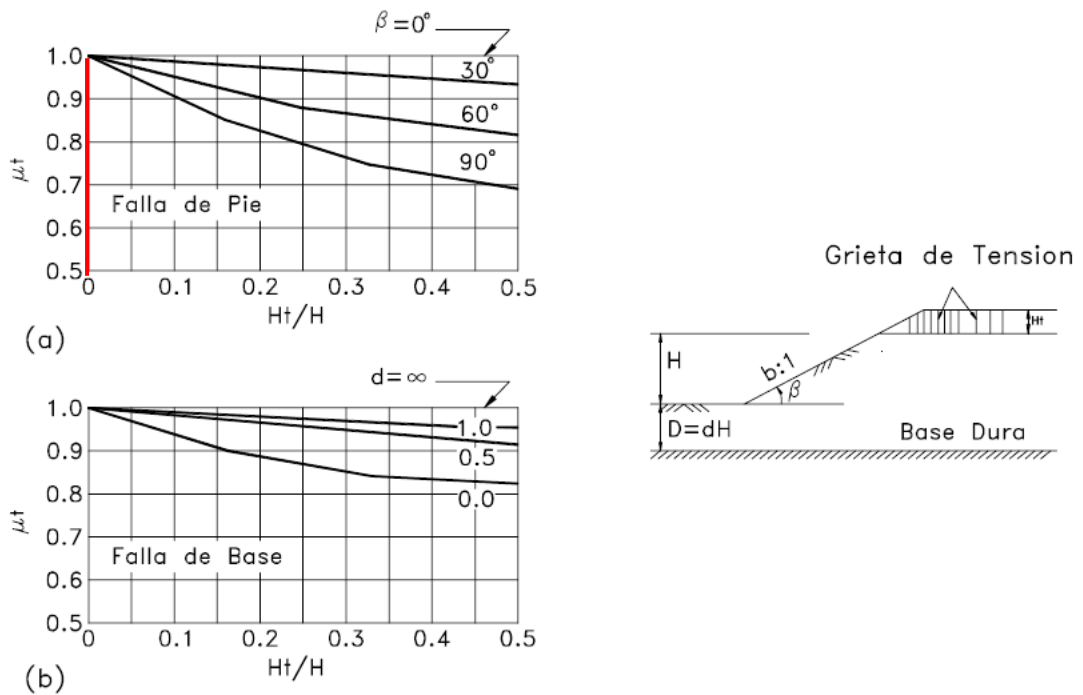 β=0°
1.0
0.9
0.8
0.7
0.6
0.5
μt
30°
60°
90°
Falla de Pie
0 0.1 0.2 0.3 0.4 0.5
Ht/H
(a)
d=∞
1.0
0.9
0.8
0.7
0.6
0.5
μt
1.0
0.5
0.0
Falla de Base
0 0.1 0.2 0.3 0.4 0.5
Ht/H
(b)
Grieta de Tension
Ht
H
b:1
β
D=dH
Base Dura